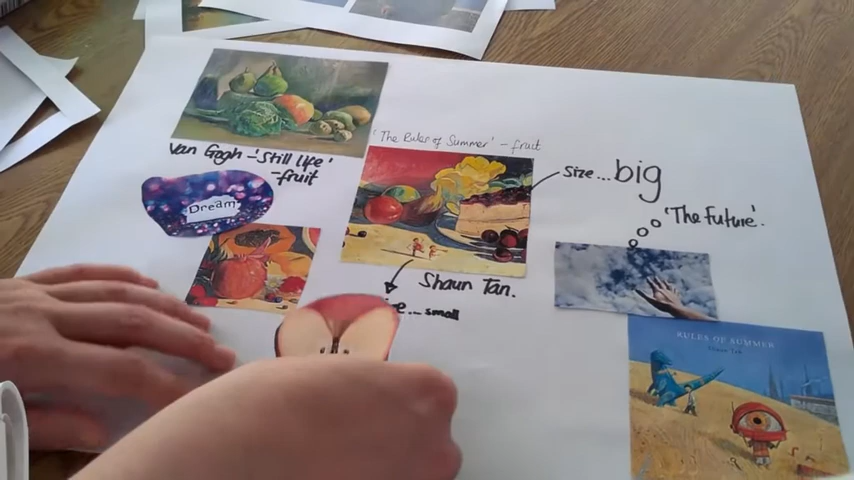 'The Rules of Summer' - fruit
Van Gogh - 'Still life'
- fruit
Size... big
Dream
'The Future'.
Shaun Tan.
small
RULES OF SUMMER
Shaun Tan